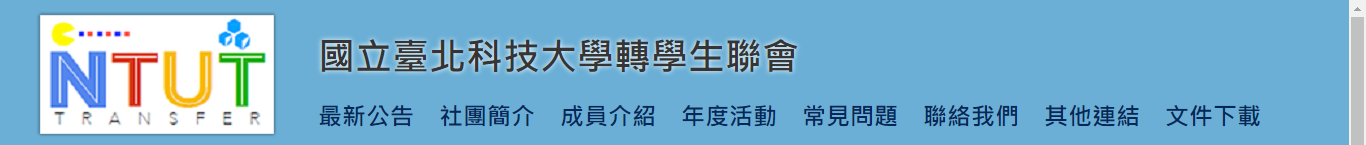 NTUT
TRANSFER
國立臺北科技大學轉學生聯會
最新公告 社團簡介 成員介紹 年度活動 常見問題 聯絡我們 其他連結 文件下載